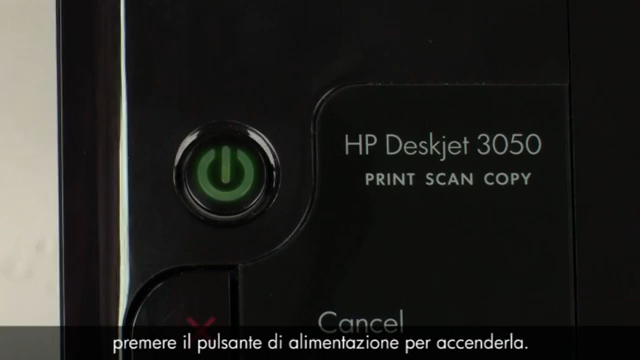 HP Deskjet 3050
PRINT SCAN COPY
Cancel
premere il pulsante di alimentazione per accenderla.